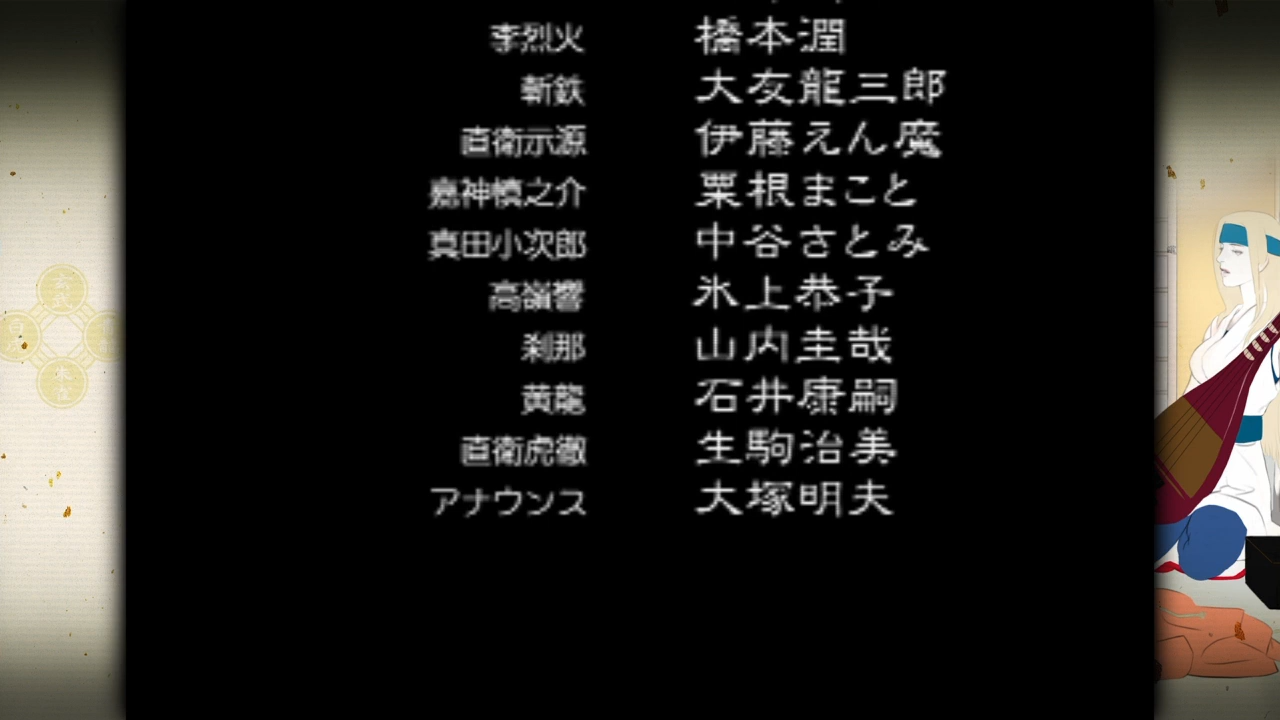 李烈火 橋本潤
斬鉄 大友龍三郎
直衛示源 伊藤えん魔
嘉神慎之介 粟根まこと
真田小次郎 中谷さとみ
高嶺響 氷上恭子
刹那 山内圭哉
黄龍 石井康嗣
直衛虎徹 生駒治美
アナウンス 大塚明夫
玄武
朱雀